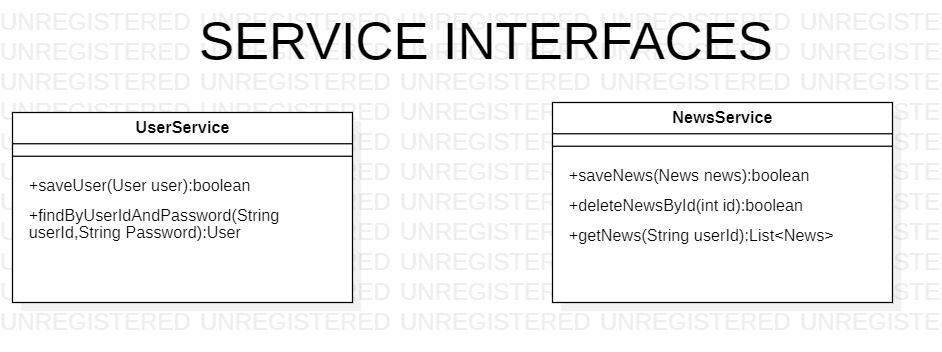 SERVICE INTERFACES
UserService
+saveUser(User user):boolean
+findByUserIdAndPassword(String
userId,String Password):User
NewsService
+saveNews(News news):boolean
+deleteNewsById(int id):boolean
+getNews(String userId):List<News>
UNREGISTERED